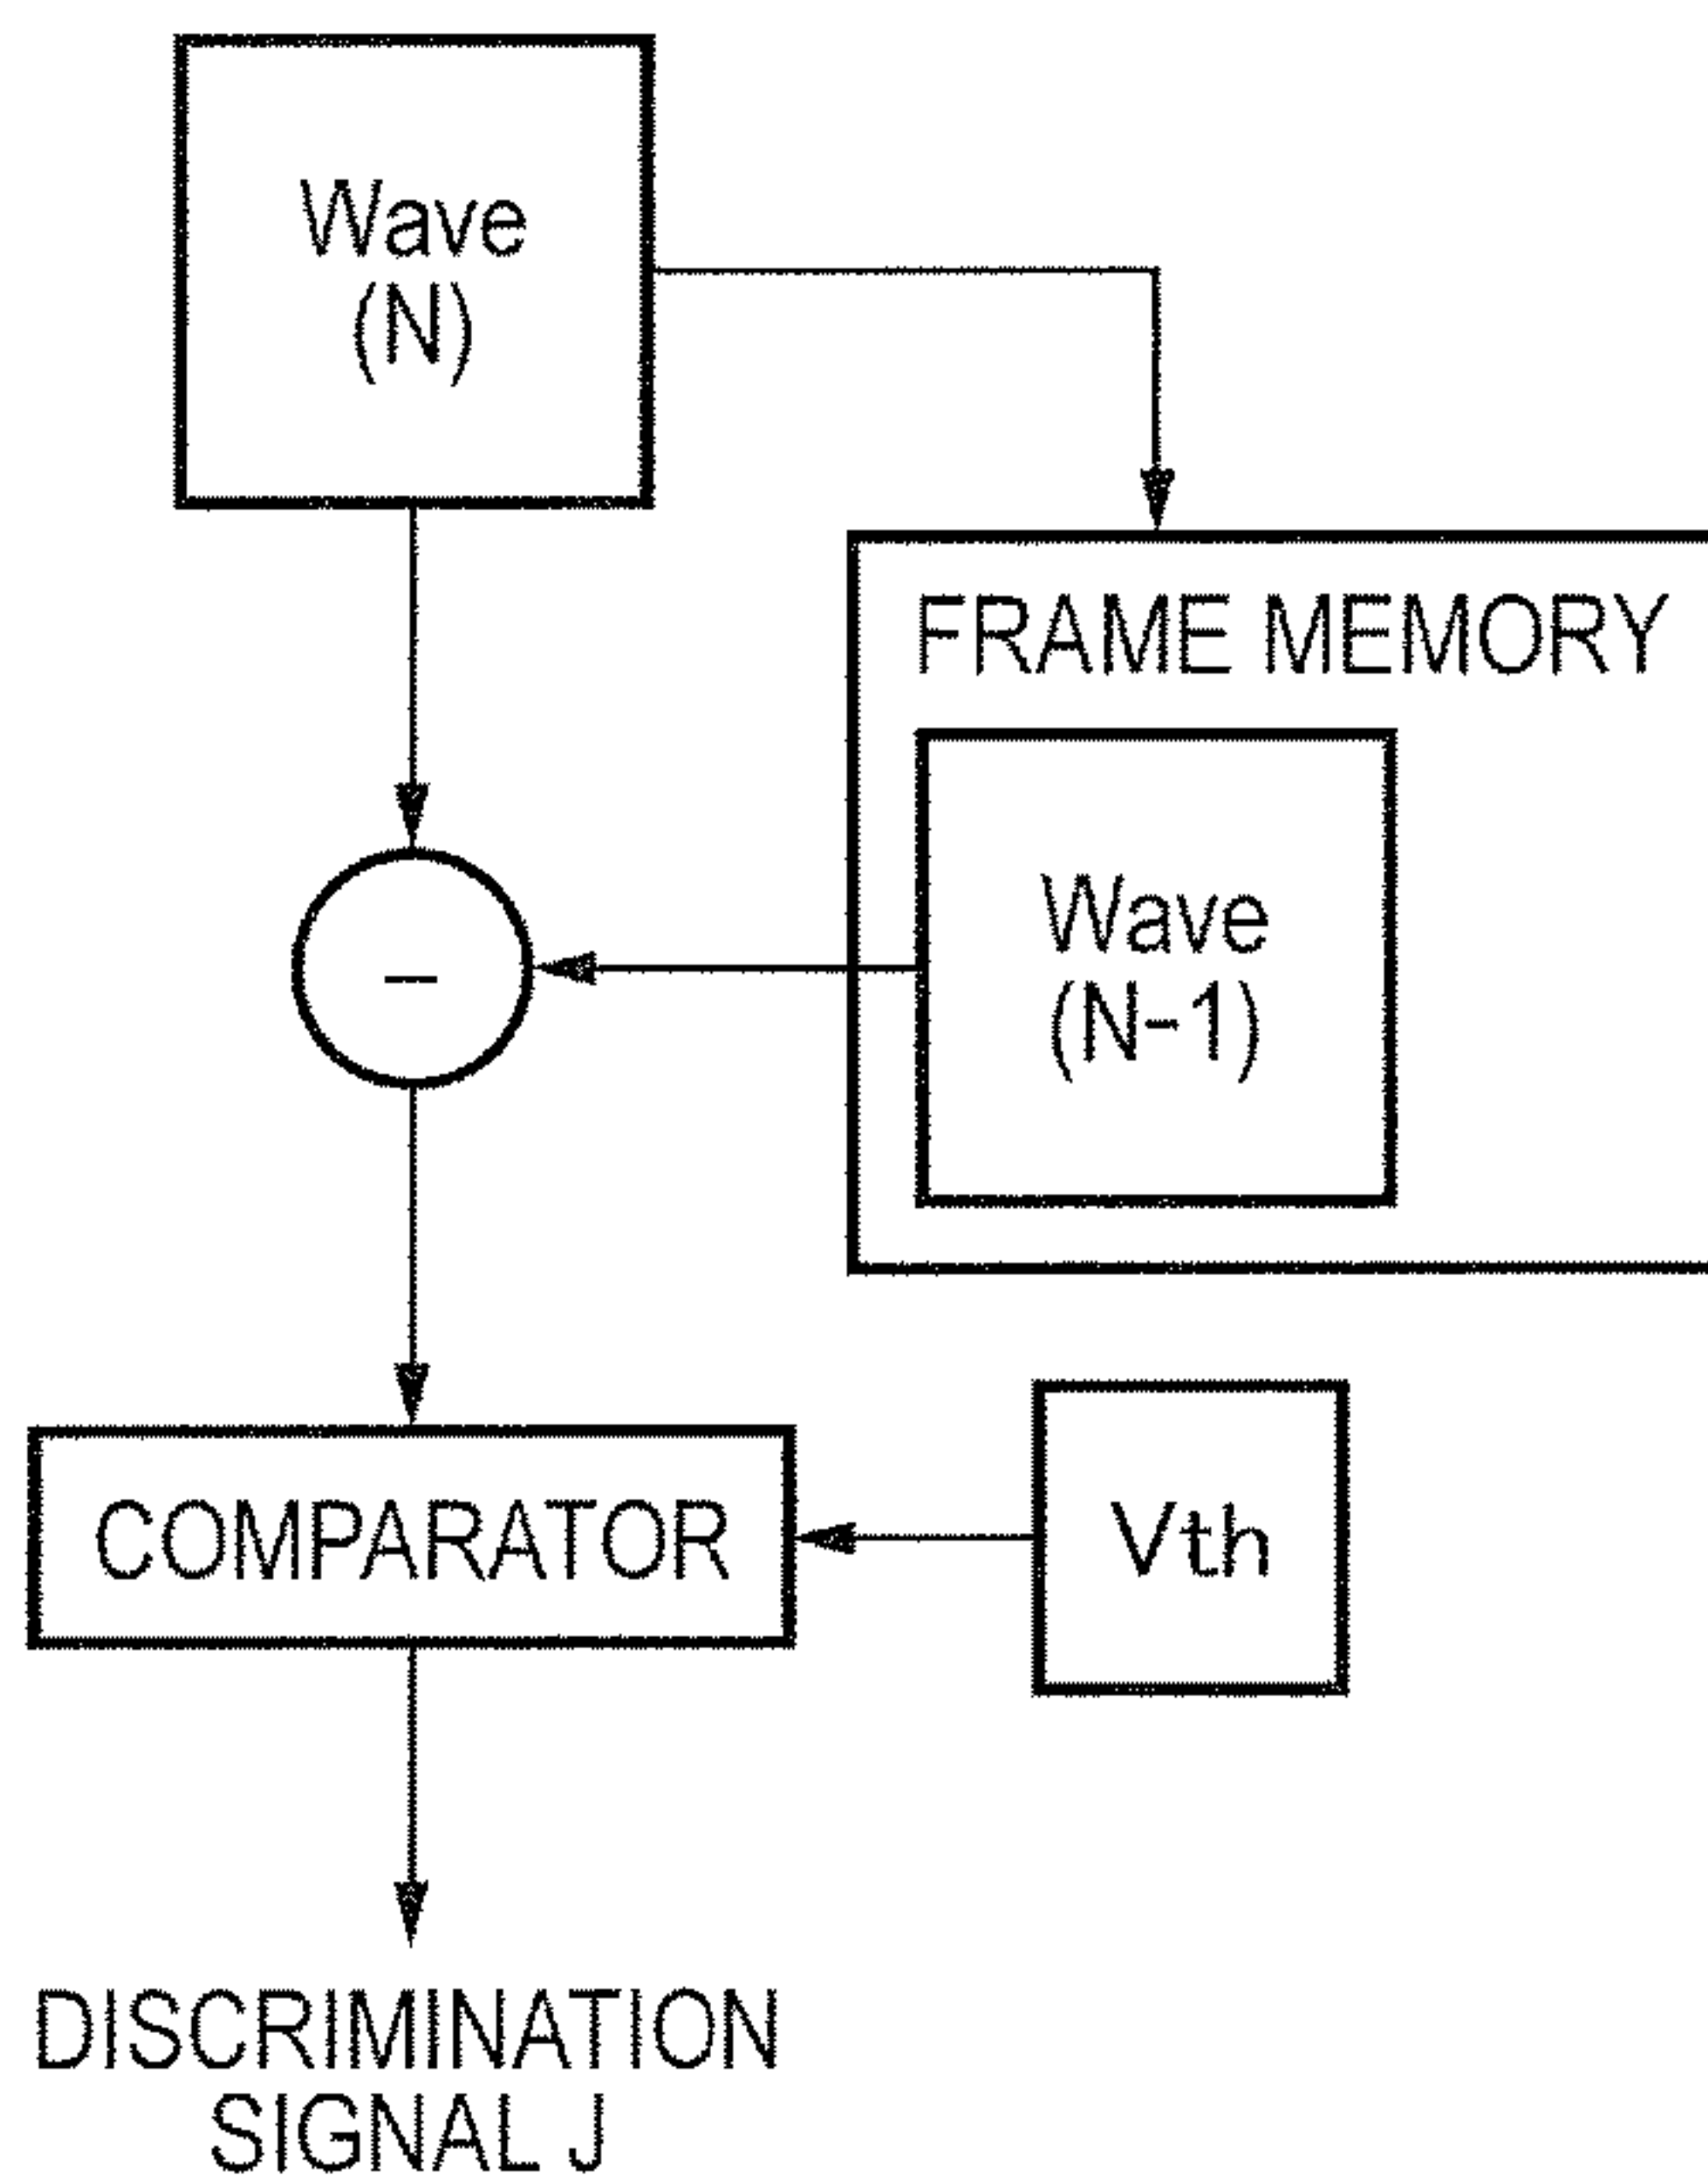 Wave
(N)
FRAME MEMORY
Wave
(N-1)
–
COMPARATOR
Vth
DISCRIMINATION
SIGNAL J